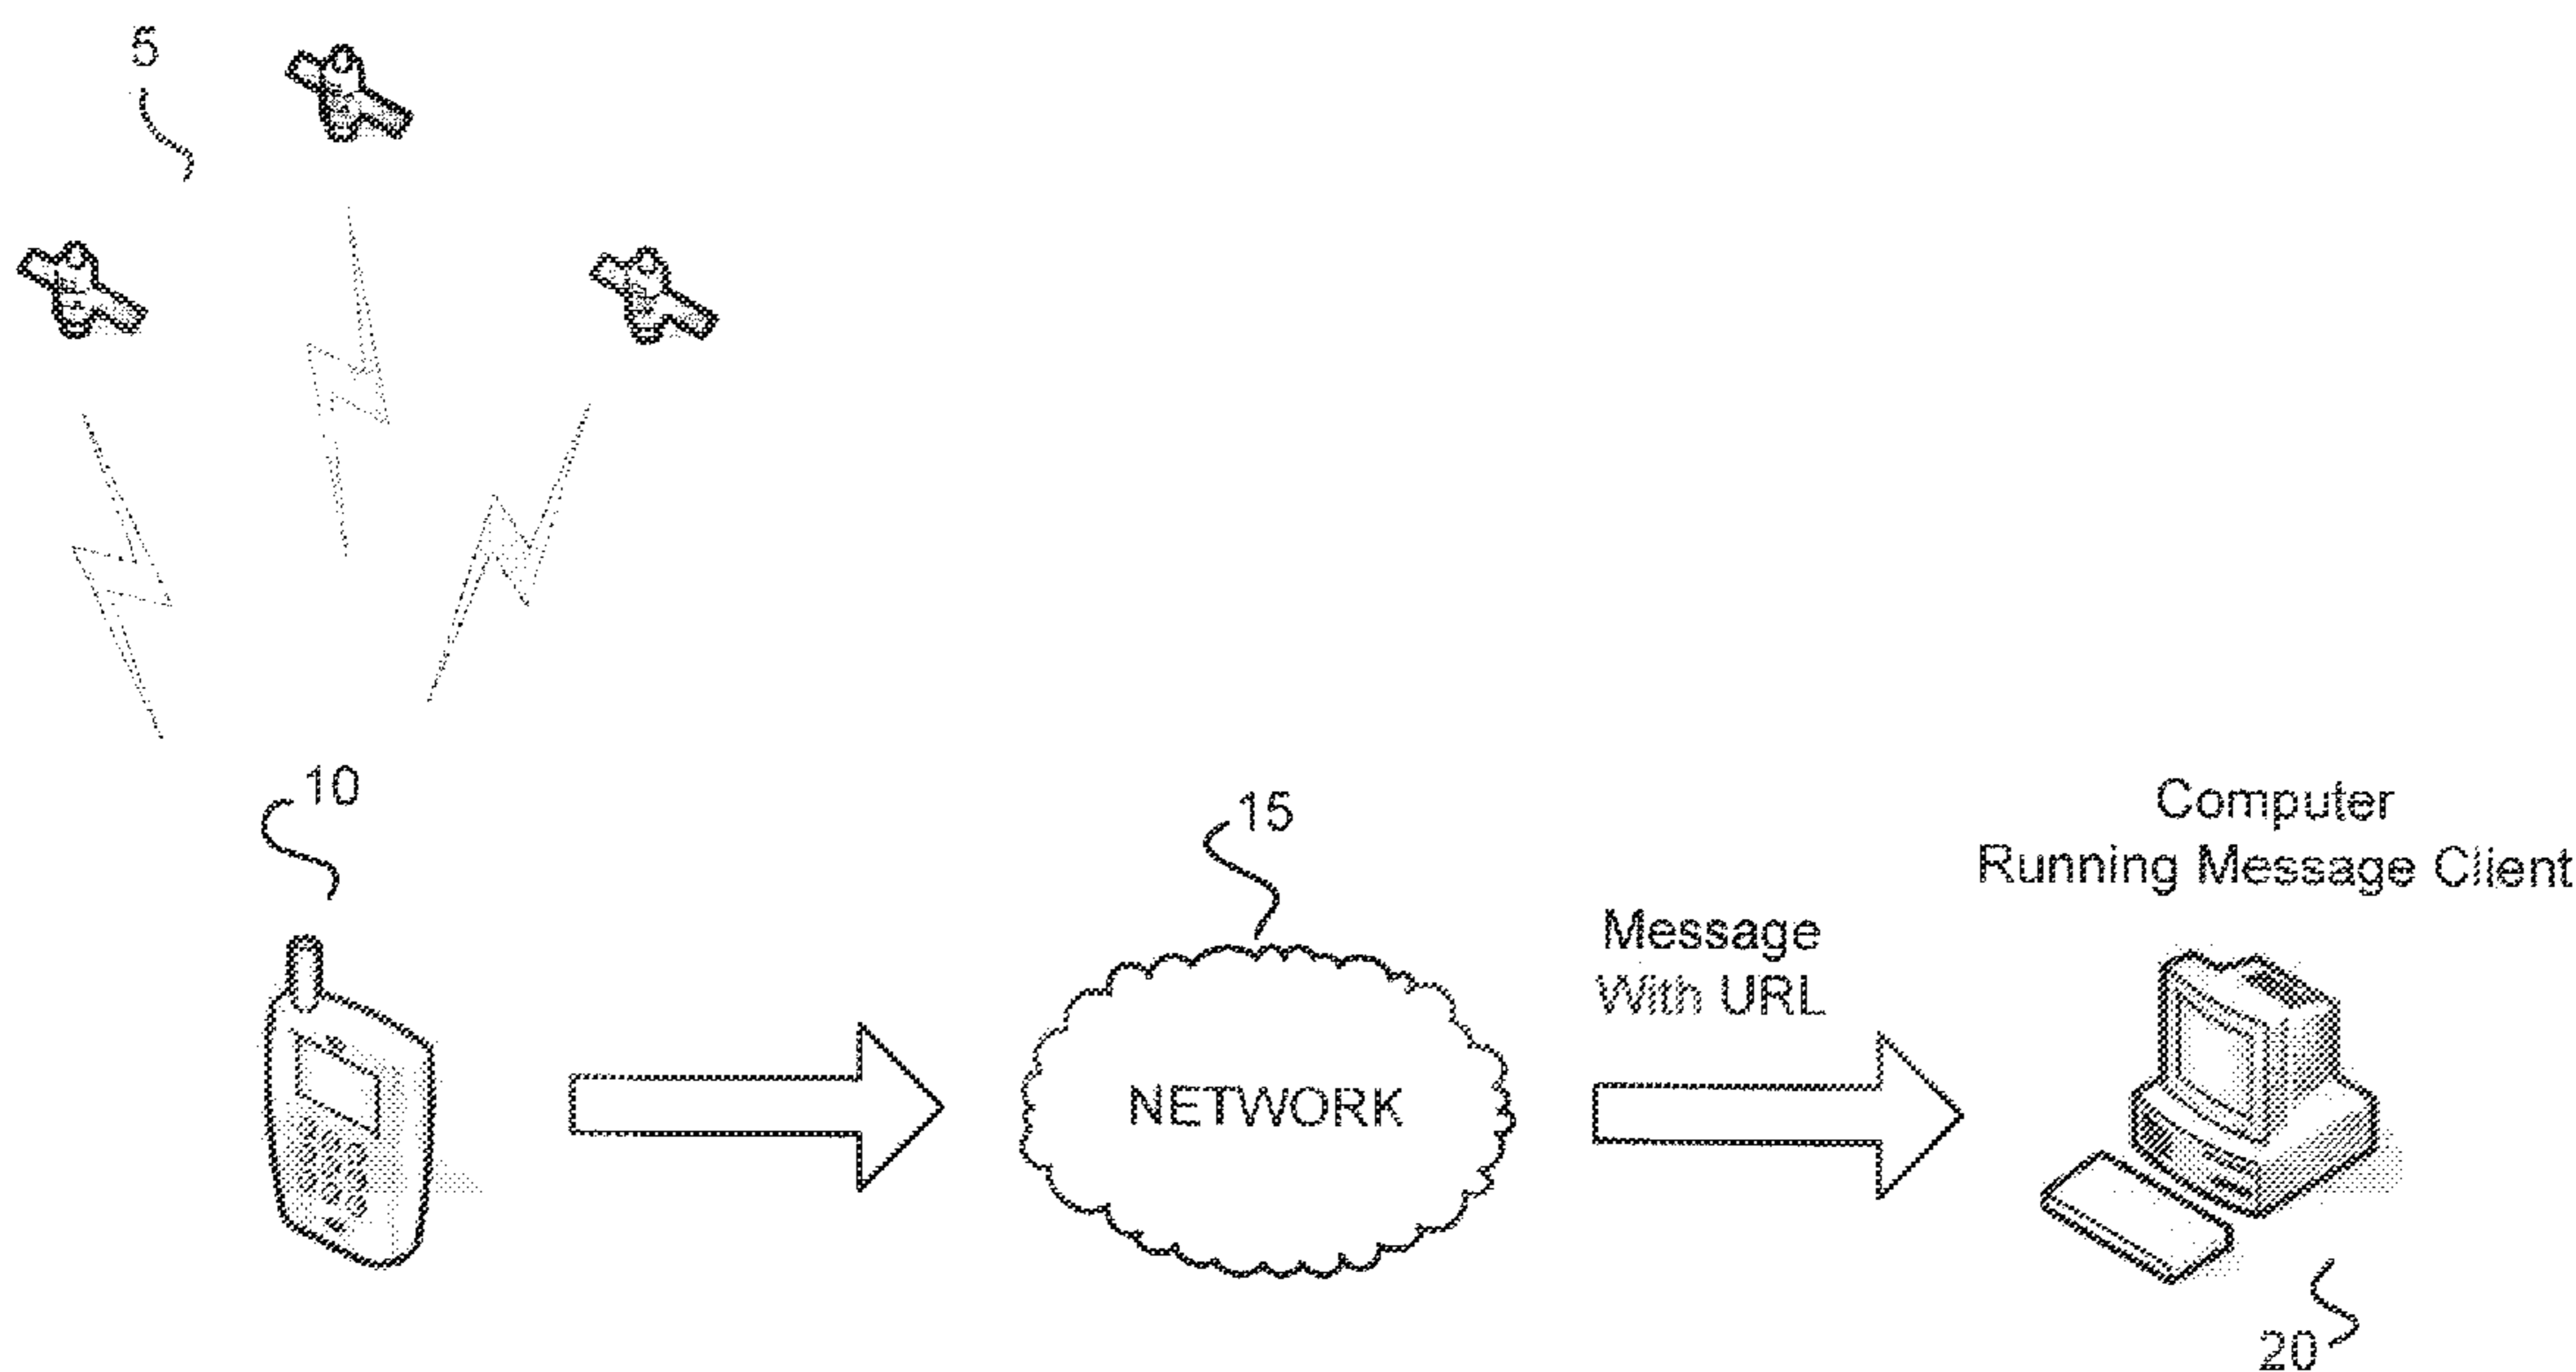 5
10
15
Computer
Running Message Client
Message
With URL
NETWORK
20